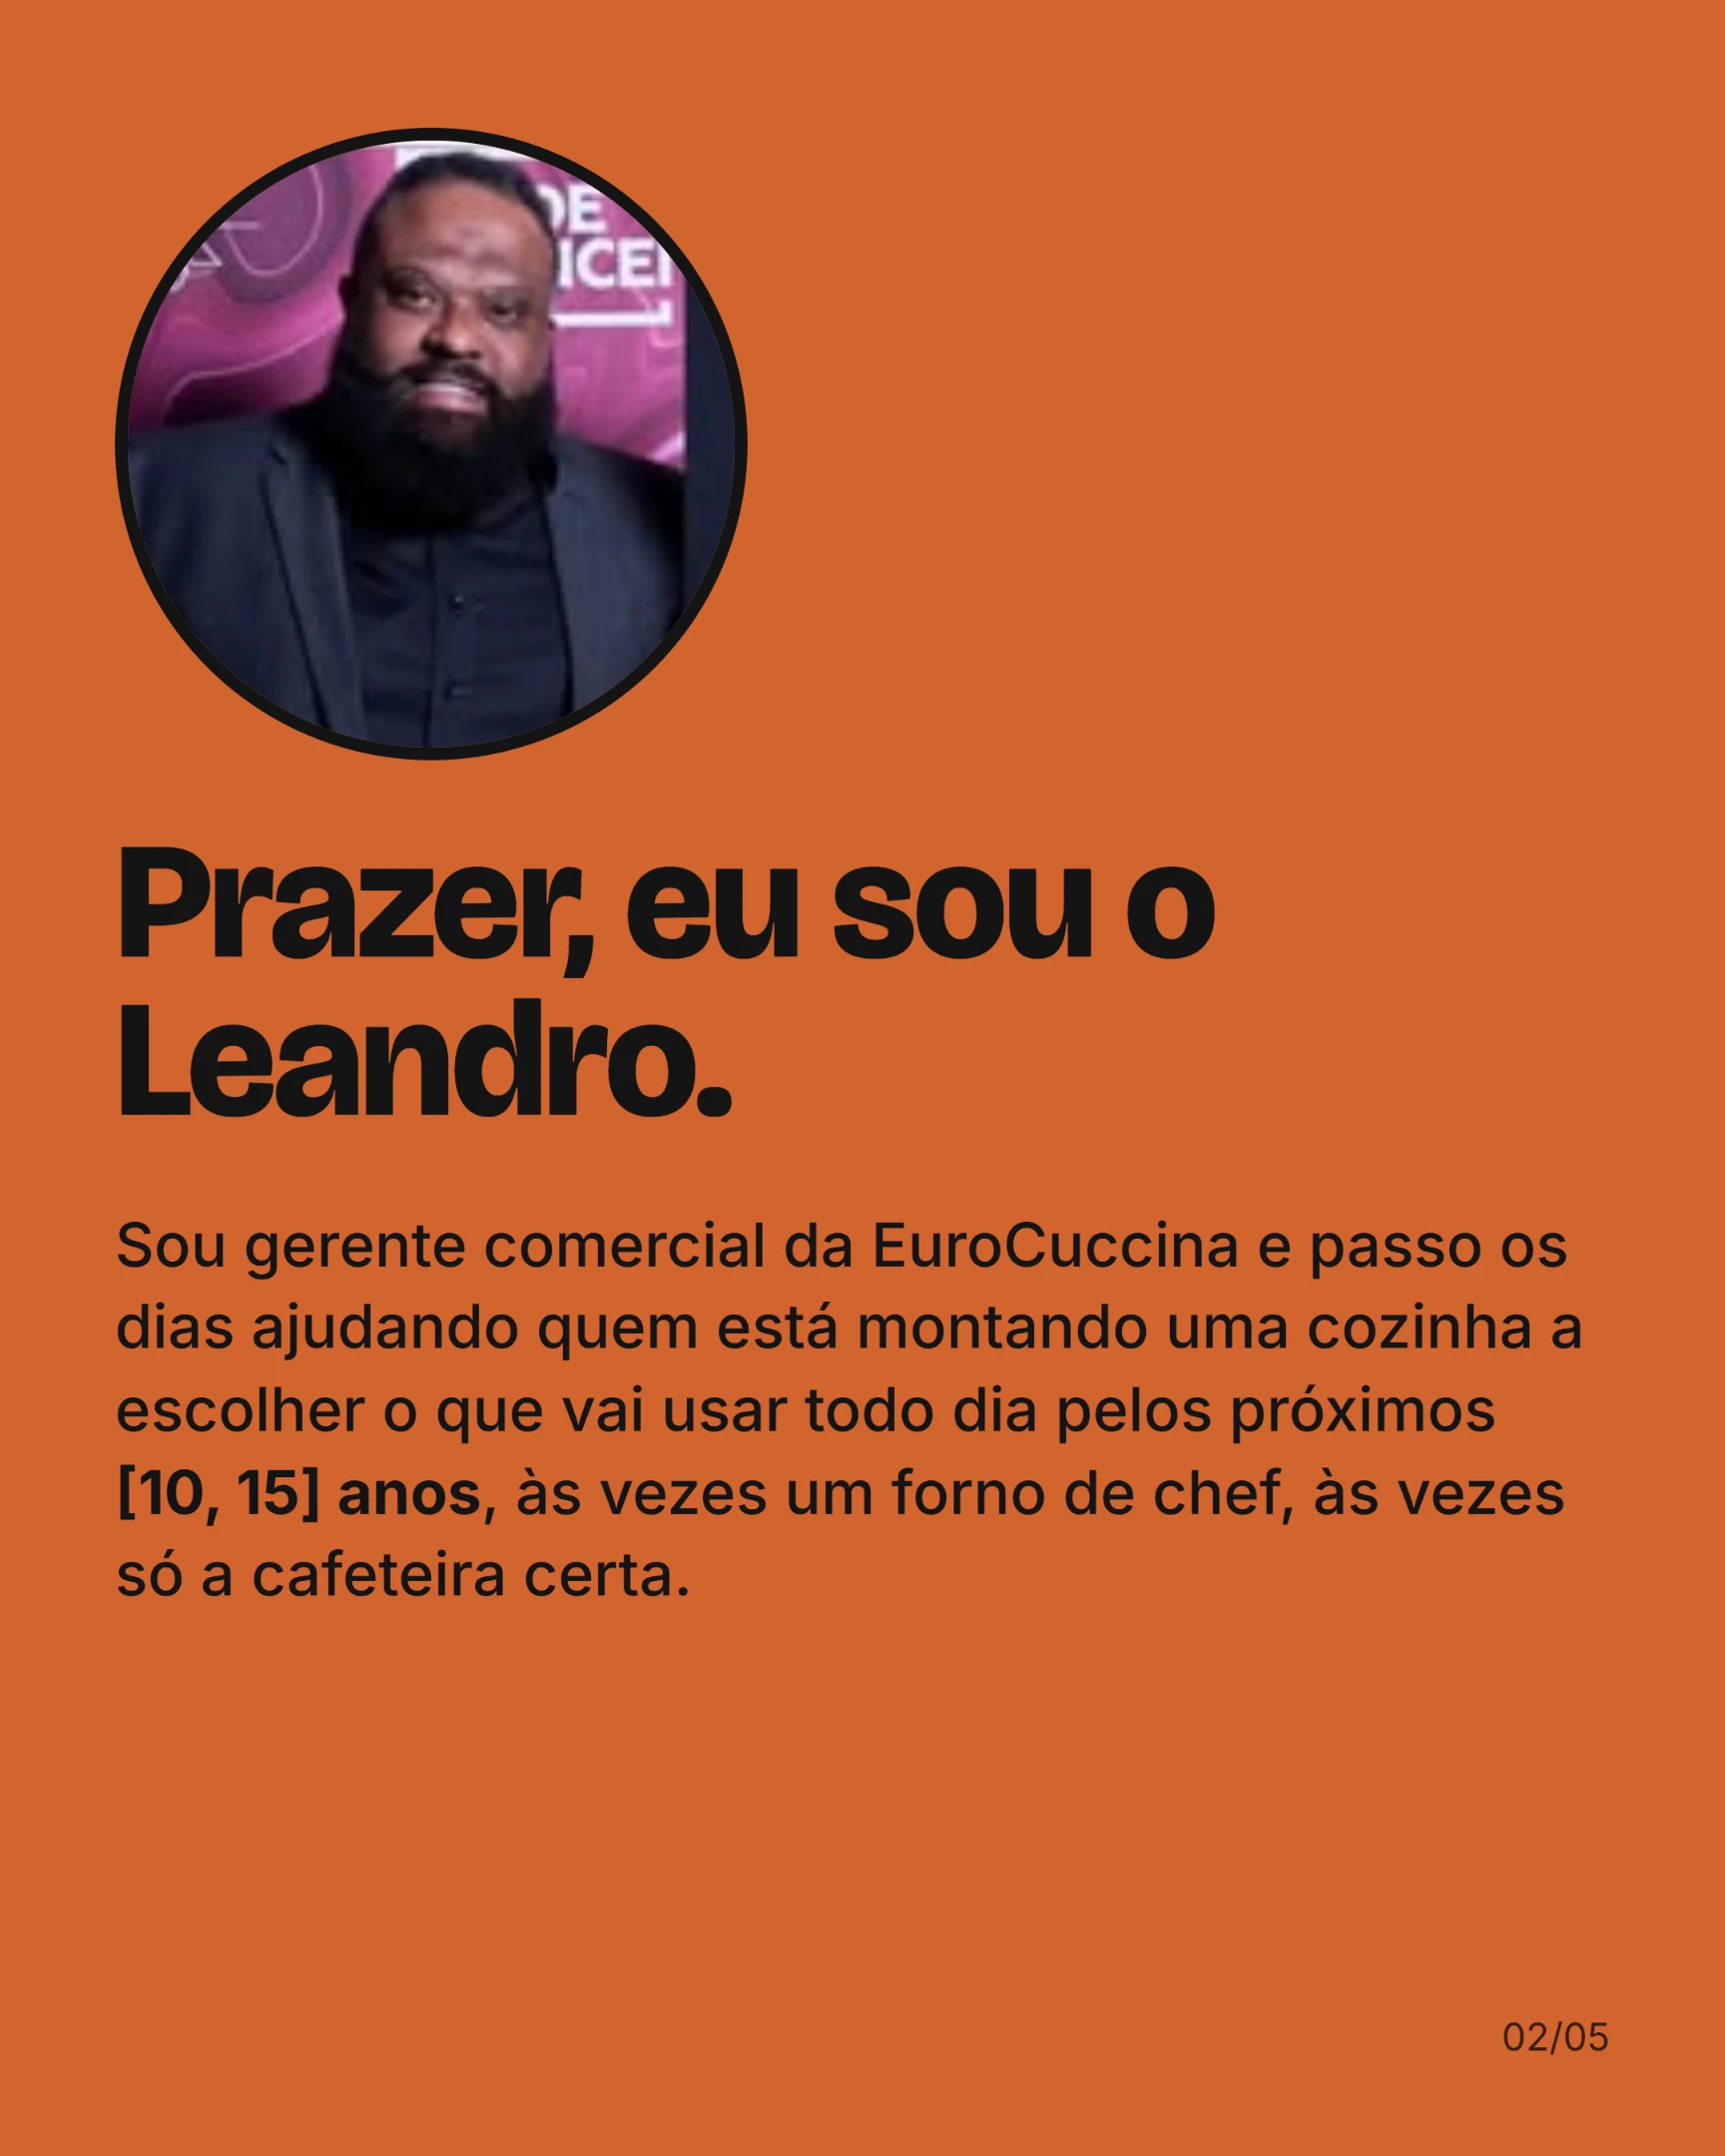 DE
Prazer, eu sou o
Leandro.
Sou gerente comercial da EuroCuccina e passo os
dias ajudando quem está montando uma cozinha a
escolher o que vai usar todo dia pelos próximos
[10, 15] anos, às vezes um forno de chef, às vezes
só a cafeteira certa.
02/05